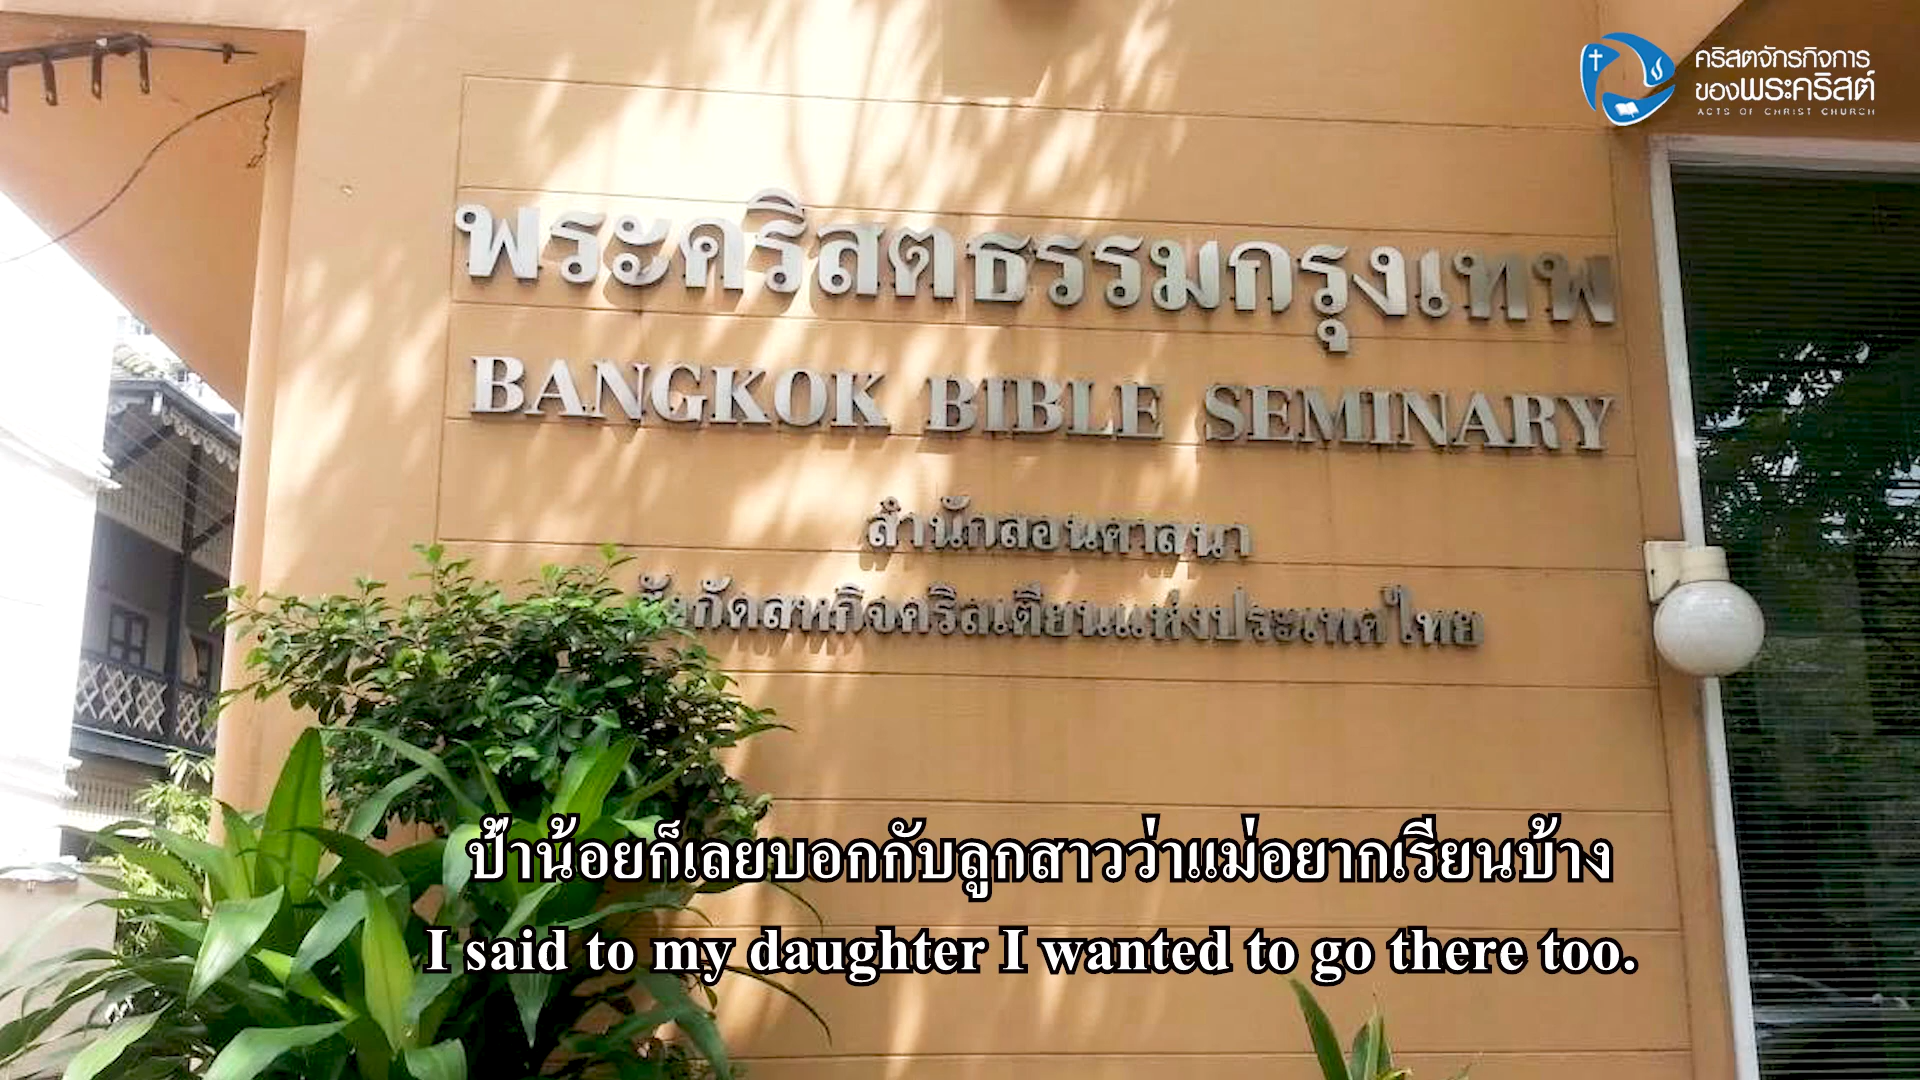 คริสตจักรกิจการ
ของพระคริสต์
ACTS OF CHRIST CHURCH
พระคริสตธรรมกรุงเทพ
BANGKOK BIBLE SEMINARY
สำนักสอนศาสนา
สังกัดสหกิจคริสเตียนแห่งประเทศไทย
ป้าน้อยก็เลยบอกกับลูกสาวว่าแม่อยากเรียนบ้าง
I said to my daughter I wanted to go there too.